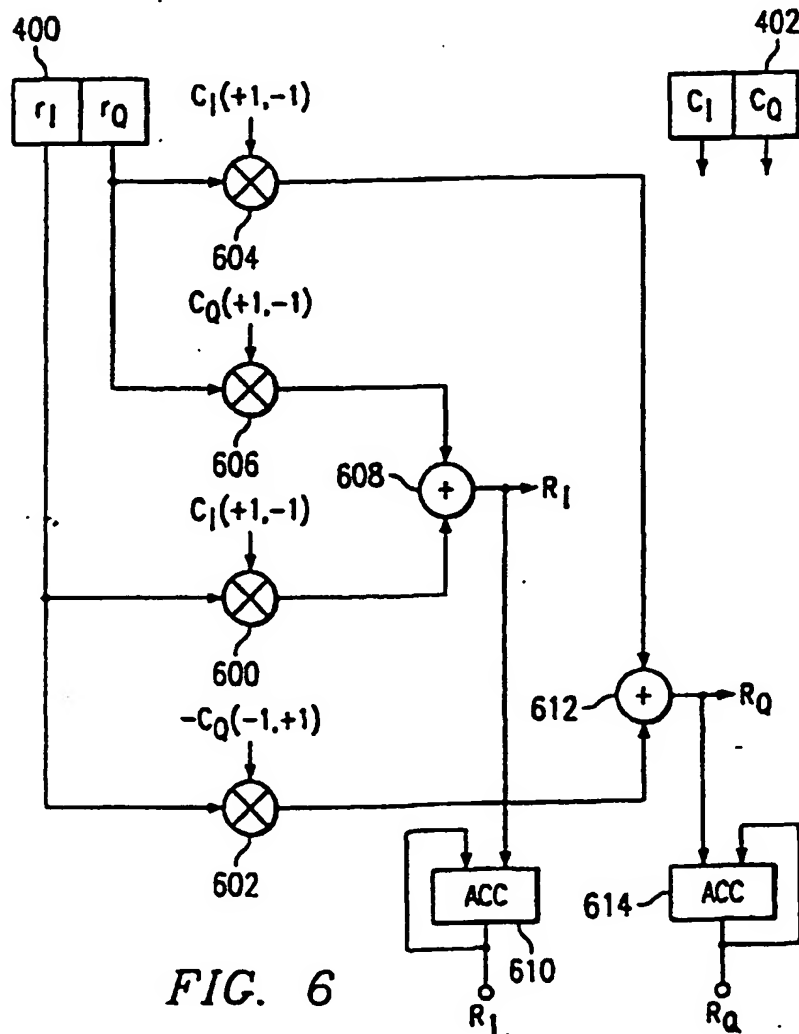 400
402
r_I r_Q
C_I C_Q
C_I(+1,-1)
604
C_Q(+1,-1)
606
608
+
R_I
C_I(+1,-1)
600
612
+
R_Q
-C_Q(-1,+1)
602
ACC
610
614
ACC
R_I
R_Q
FIG. 6